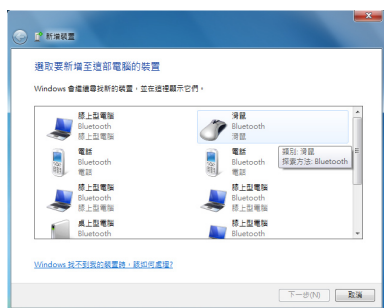 新增裝置
選取要新增至這部電腦的裝置
Windows 會繼續尋找新的裝置，並在這裡顯示它們。
膝上型電腦
Bluetooth
膝上型電腦
滑鼠
Bluetooth
滑鼠
電話
Bluetooth
電話
電話
Bluetooth
電話
類別: 滑鼠
探索方法: Bluetooth
膝上型電腦
Bluetooth
膝上型電腦
膝上型電腦
Bluetooth
膝上型電腦
桌上型電腦
Bluetooth
膝上型電腦
Bluetooth
Windows 找不到我的裝置時，該如何處理?
下一步(N)
取消